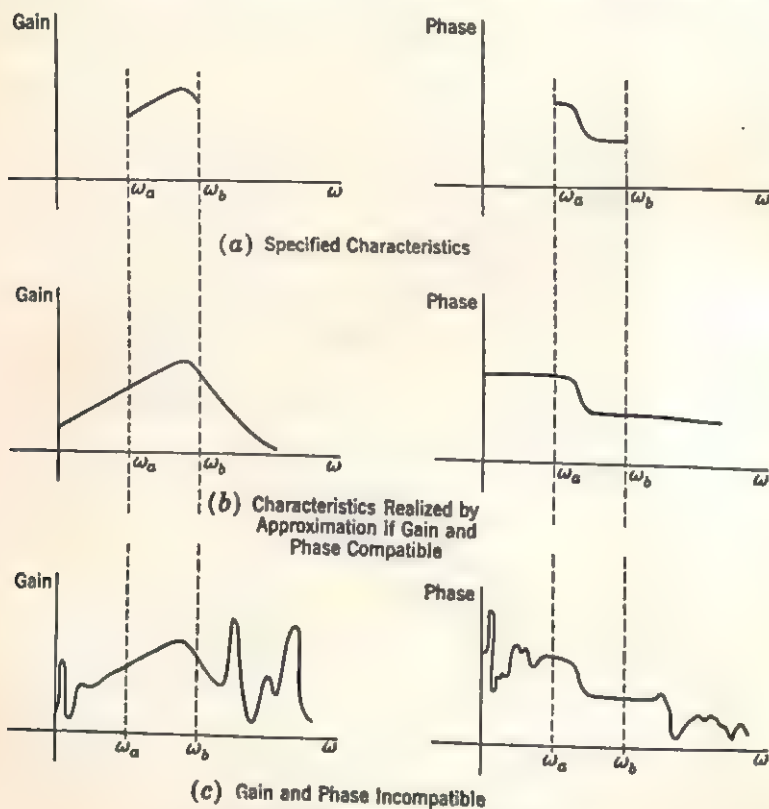 Gain
Phase
ωa ωb ω
ωa ωb ω
(a) Specified Characteristics
Gain
Phase
ωa ωb ω
ωa ωb ω
(b) Characteristics Realized by
Approximation if Gain and
Phase Compatible
Gain
Phase
ωa ωb ω
ωa ωb ω
(c) Gain and Phase Incompatible